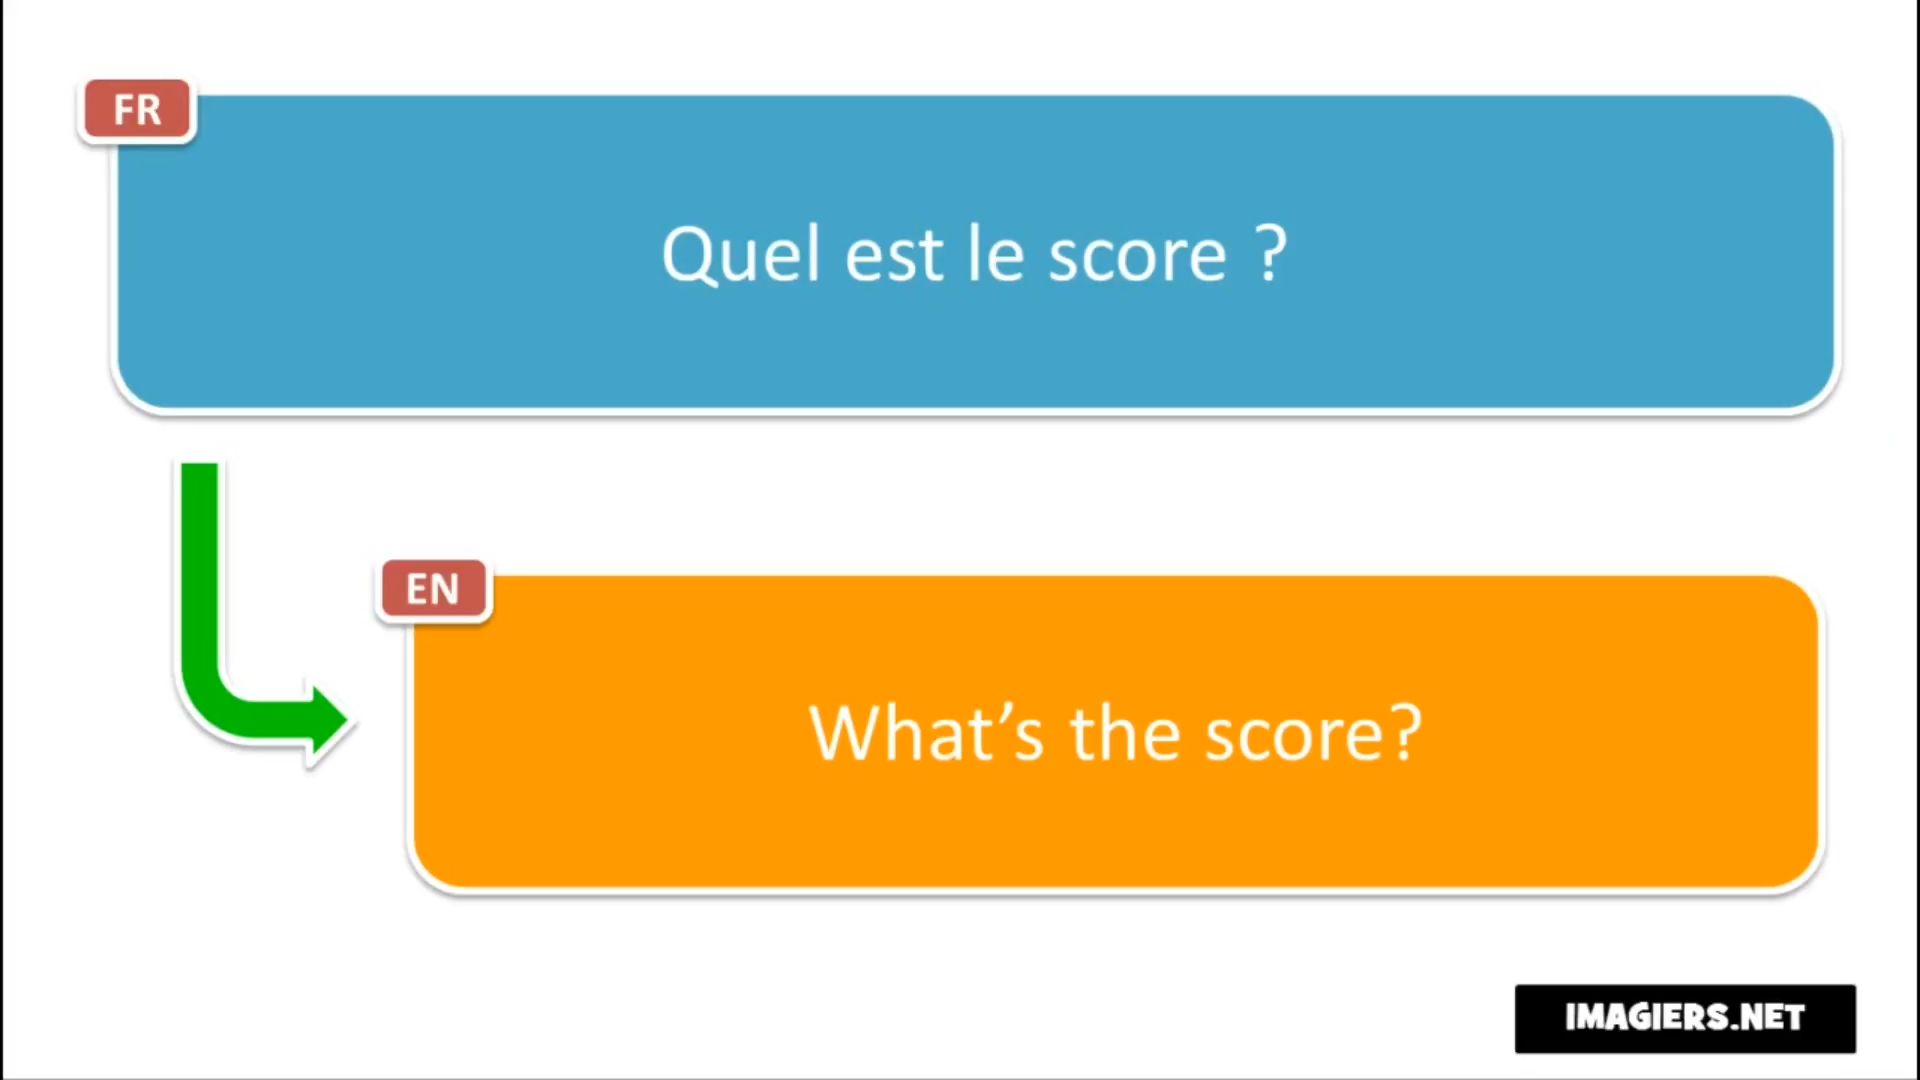 FR
Quel est le score ?
EN
What’s the score?
IMAGIERS.NET